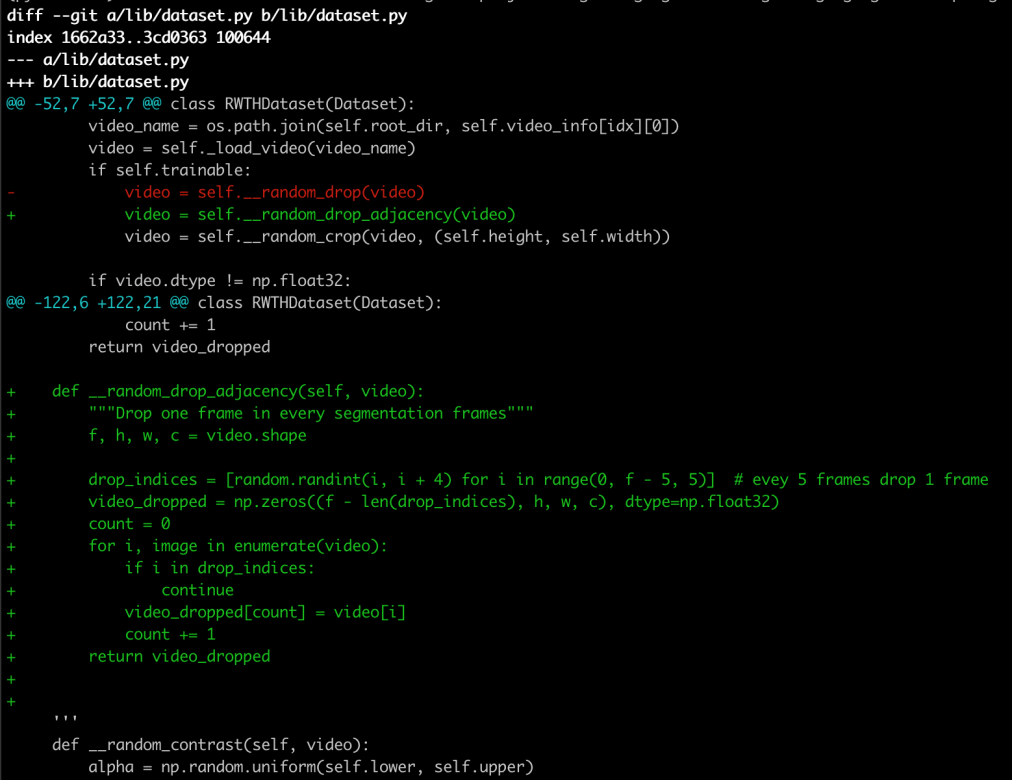 diff --git a/lib/dataset.py b/lib/dataset.py
index 1662a33..3cd0363 100644
--- a/lib/dataset.py
+++ b/lib/dataset.py
@@ -52,7 +52,7 @@ class RWTHDataset(Dataset):
         video_name = os.path.join(self.root_dir, self.video_info[idx][0])
         video = self._load_video(video_name)
         if self.trainable:
-            video = self.__random_drop(video)
+            video = self.__random_drop_adjacency(video)
             video = self.__random_crop(video, (self.height, self.width))

         if video.dtype != np.float32:
@@ -122,6 +122,21 @@ class RWTHDataset(Dataset):
             count += 1
         return video_dropped

+    def __random_drop_adjacency(self, video):
+        """Drop one frame in every segmentation frames"""
+        f, h, w, c = video.shape
+
+        drop_indices = [random.randint(i, i + 4) for i in range(0, f - 5, 5)]  # evey 5 frames drop 1 frame
+        video_dropped = np.zeros((f - len(drop_indices), h, w, c), dtype=np.float32)
+        count = 0
+        for i, image in enumerate(video):
+            if i in drop_indices:
+                continue
+            video_dropped[count] = video[i]
+            count += 1
+        return video_dropped
+
+
     '''
     def __random_contrast(self, video):
         alpha = np.random.uniform(self.lower, self.upper)